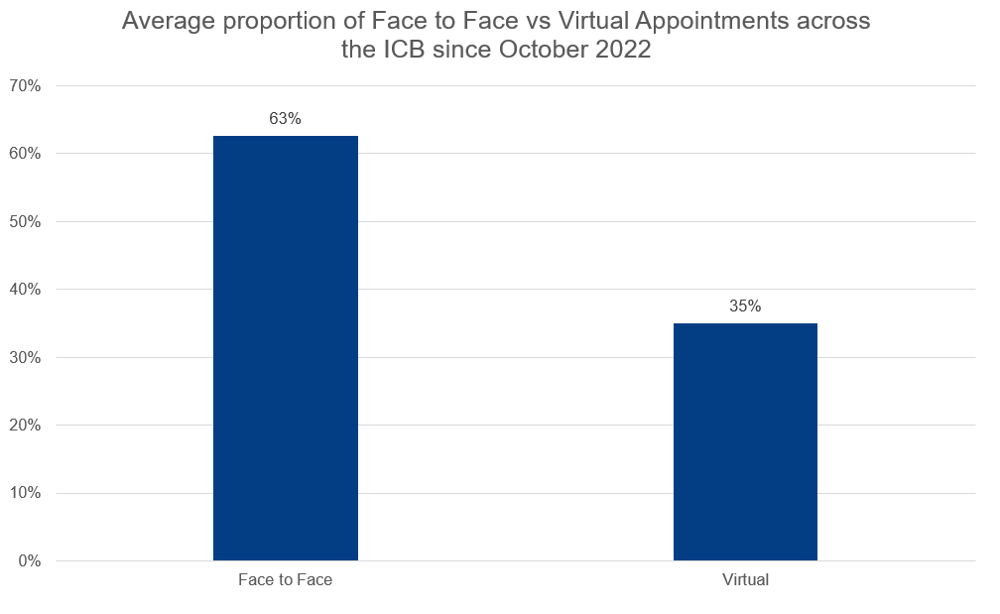 Average proportion of Face to Face vs Virtual Appointments across
the ICB since October 2022
70%
63%
60%
50%
40%
35%
30%
20%
10%
0%
Face to Face
Virtual